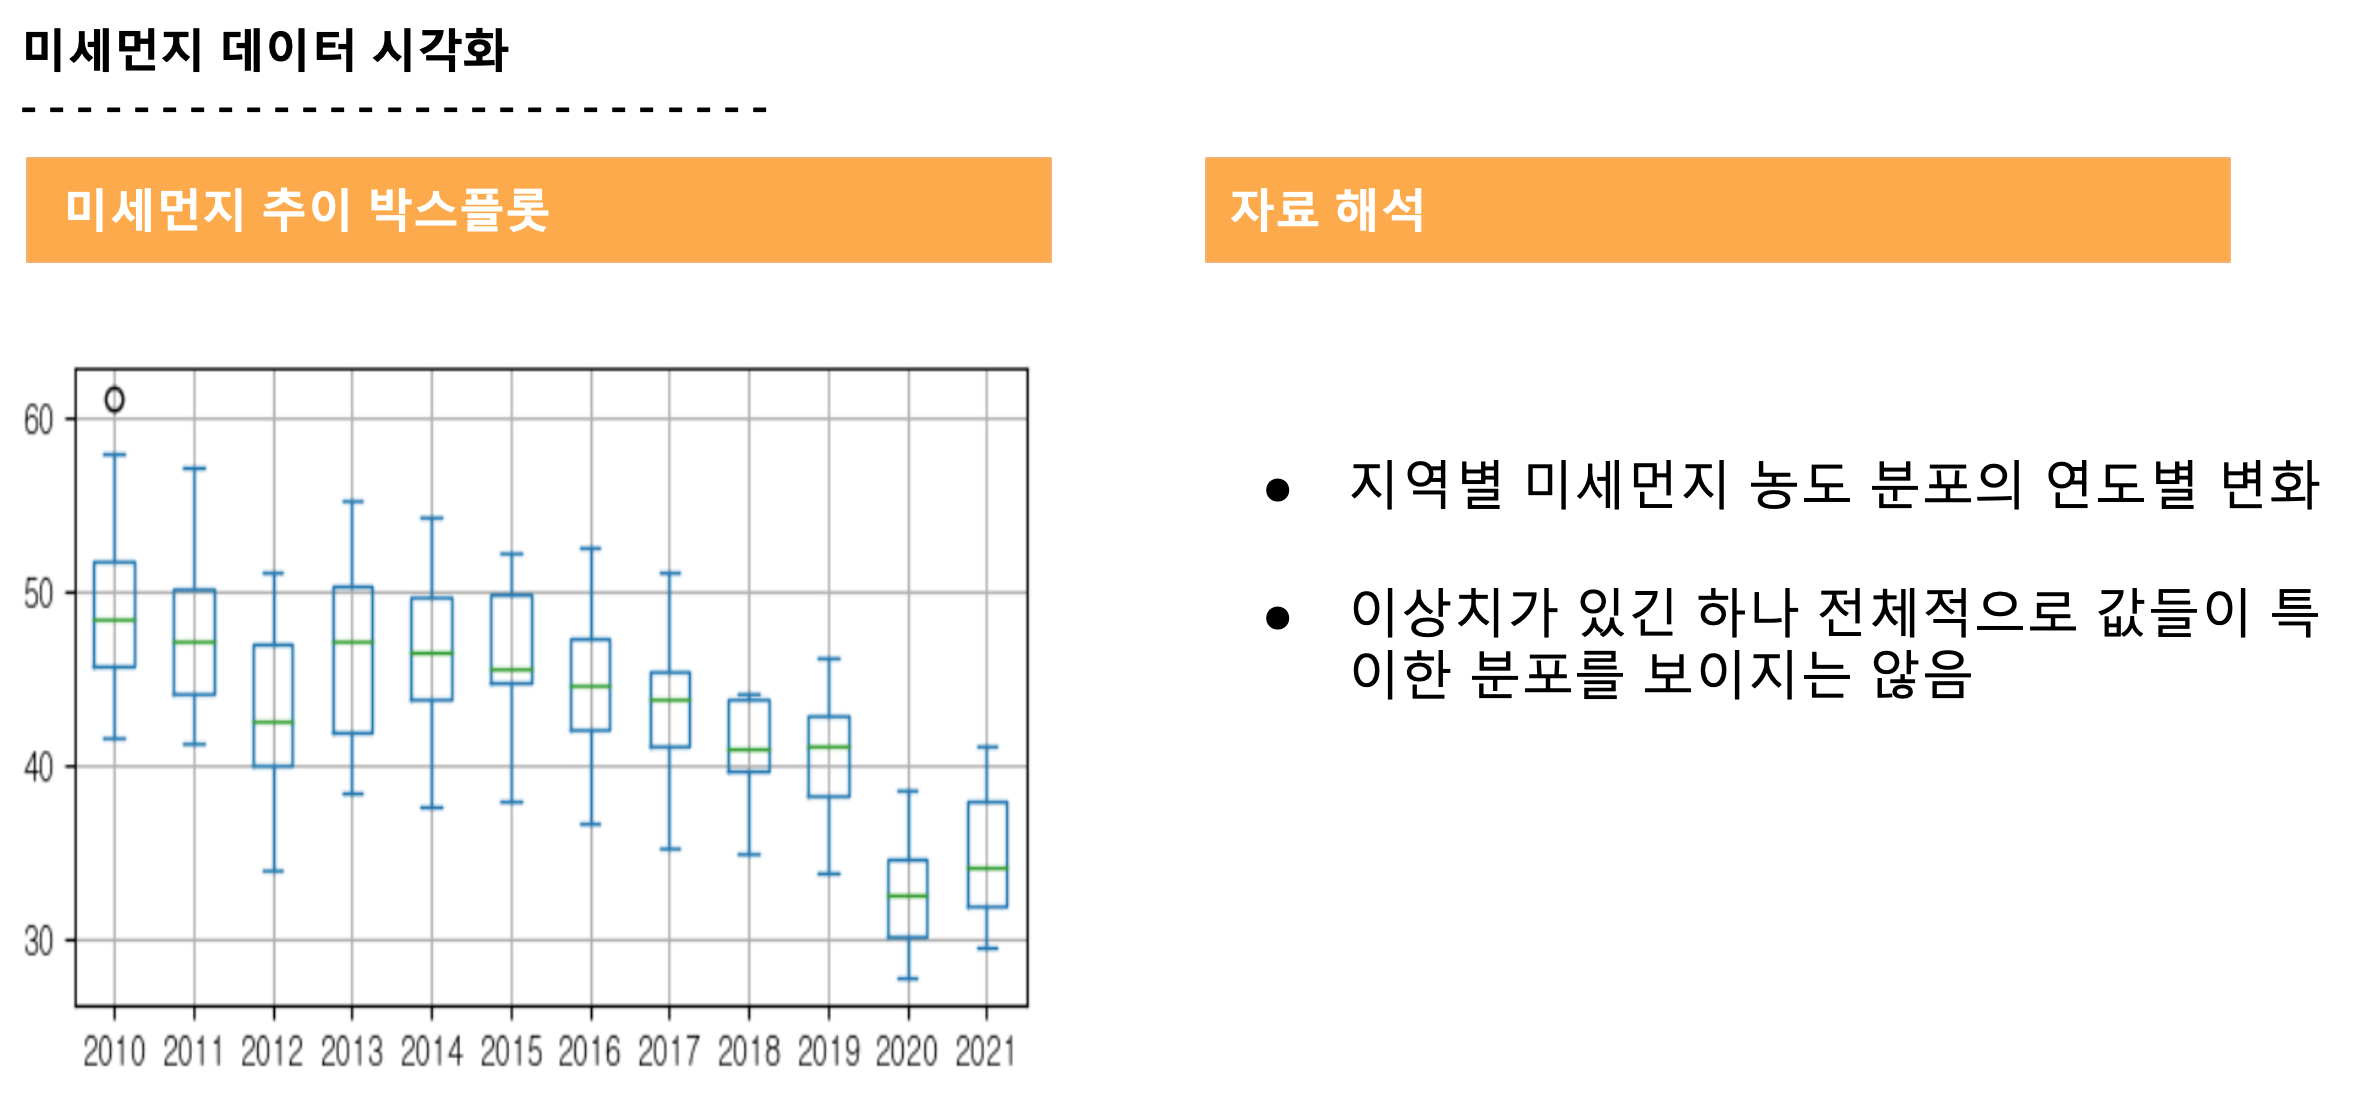 미세먼지 데이터 시각화
---------------------------
미세먼지 추이 박스플롯
자료 해석
60
50
40
30
2010 2011 2012 2013 2014 2015 2016 2017 2018 2019 2020 2021
● 지역별 미세먼지 농도 분포의 연도별 변화
● 이상치가 있긴 하나 전체적으로 값들이 특
이한 분포를 보이지는 않음